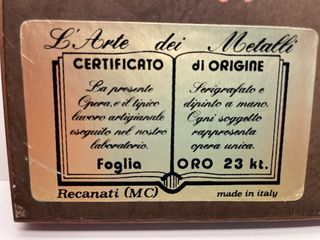 L'Arte dei Metalli
CERTIFICATO di ORIGINE
La presente
Opera, e il tipico
lavoro artigianale
eseguito nel nostro
laboratorio.
Serigrafato e
dipinto a mano.
Ogni soggetto
rappresenta
opera unica.
Foglia ORO 23 kt.
Recanati (MC) made in italy